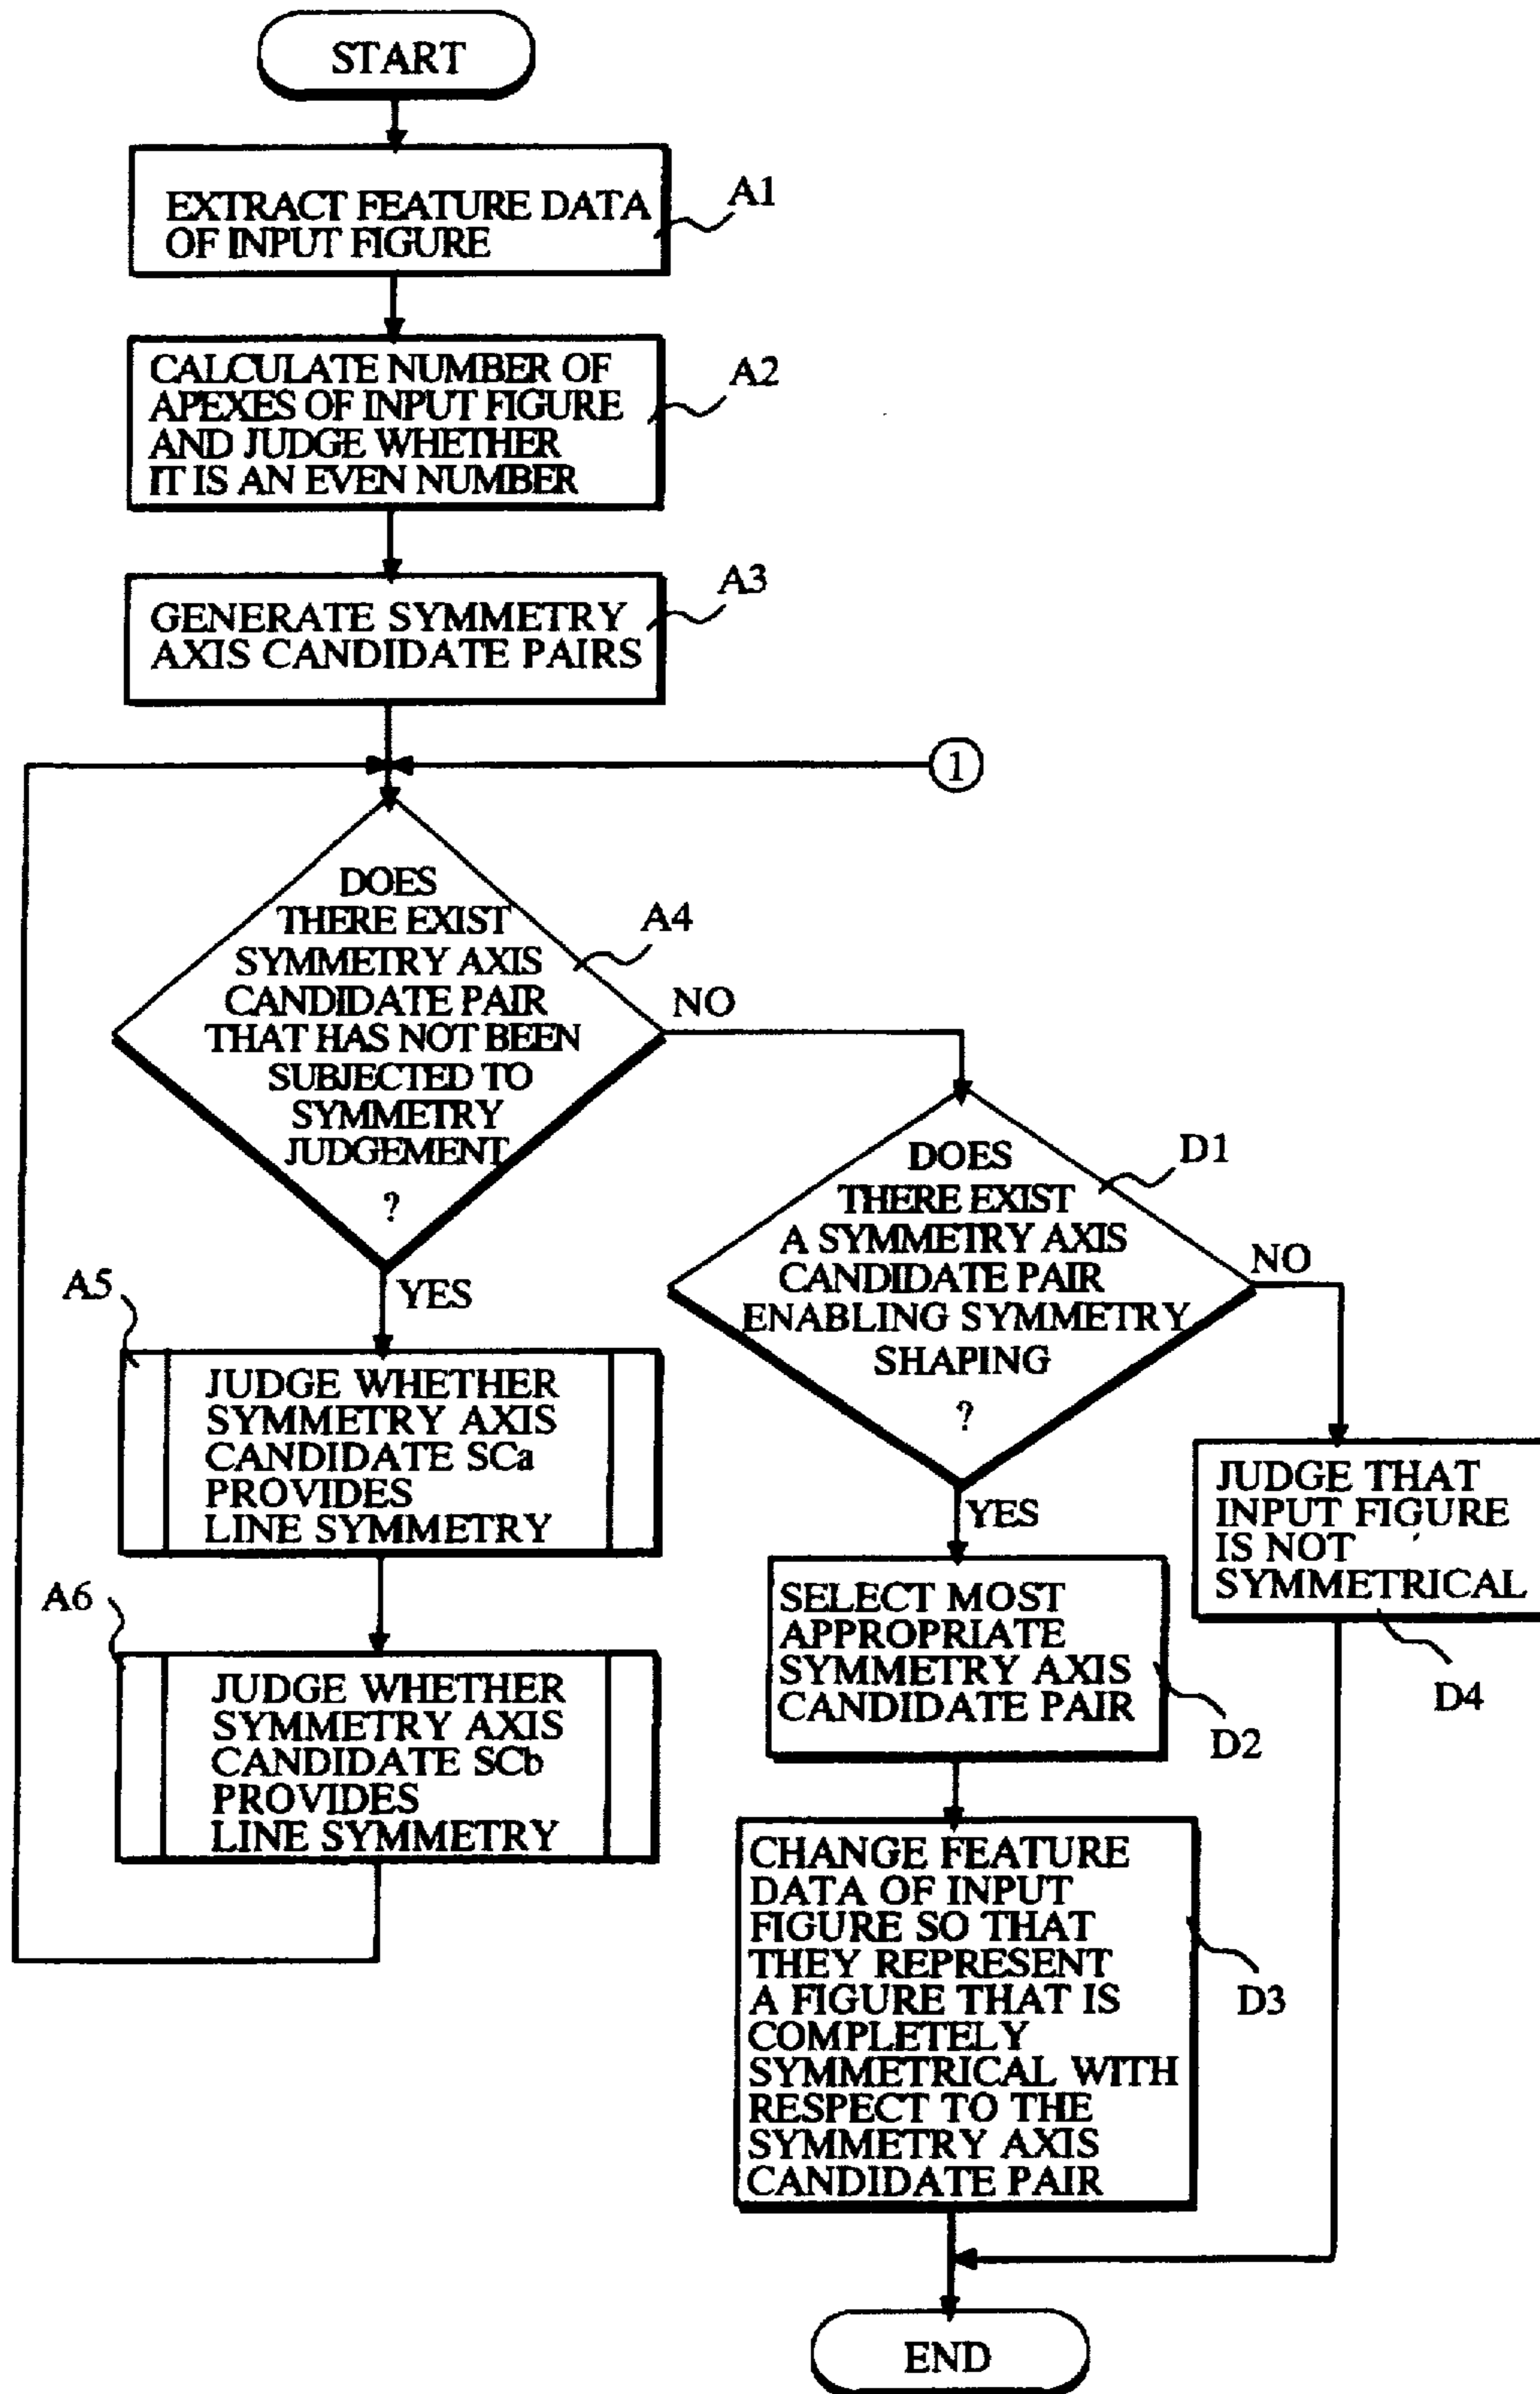 START
EXTRACT FEATURE DATA
OF INPUT FIGURE
A1
CALCULATE NUMBER OF
APEXES OF INPUT FIGURE
AND JUDGE WHETHER
IT IS AN EVEN NUMBER
A2
GENERATE SYMMETRY
AXIS CANDIDATE PAIRS
A3
1
DOES
THERE EXIST
SYMMETRY AXIS
CANDIDATE PAIR
THAT HAS NOT BEEN
SUBJECTED TO
SYMMETRY
JUDGEMENT
?
A4
NO
YES
A5
JUDGE WHETHER
SYMMETRY AXIS
CANDIDATE SCa
PROVIDES
LINE SYMMETRY
A6
JUDGE WHETHER
SYMMETRY AXIS
CANDIDATE SCb
PROVIDES
LINE SYMMETRY
DOES
THERE EXIST
A SYMMETRY AXIS
CANDIDATE PAIR
ENABLING SYMMETRY
SHAPING
?
D1
NO
YES
JUDGE THAT
INPUT FIGURE
IS NOT
SYMMETRICAL
D4
SELECT MOST
APPROPRIATE
SYMMETRY AXIS
CANDIDATE PAIR
D2
CHANGE FEATURE
DATA OF INPUT
FIGURE SO THAT
THEY REPRESENT
A FIGURE THAT IS
COMPLETELY
SYMMETRICAL WITH
RESPECT TO THE
SYMMETRY AXIS
CANDIDATE PAIR
D3
END